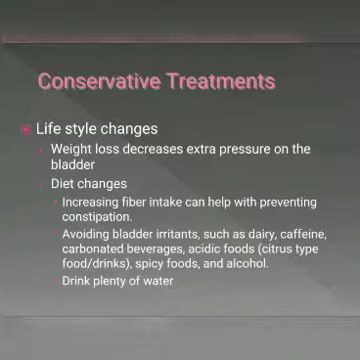 Conservative Treatments
Life style changes
Weight loss decreases extra pressure on the
bladder
Diet changes
Increasing fiber intake can help with preventing
constipation.
Avoiding bladder irritants, such as dairy, caffeine,
carbonated beverages, acidic foods (citrus type
food/drinks), spicy foods, and alcohol.
Drink plenty of water